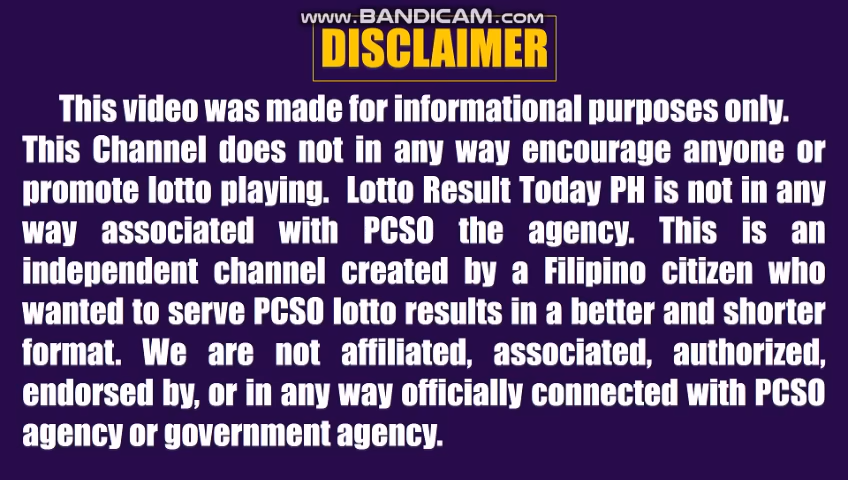 www.BANDICAM.com
DISCLAIMER
This video was made for informational purposes only.
This Channel does not in any way encourage anyone or
promote lotto playing. Lotto Result Today PH is not in any
way associated with PCSO the agency. This is an
independent channel created by a Filipino citizen who
wanted to serve PCSO lotto results in a better and shorter
format. We are not affiliated, associated, authorized,
endorsed by, or in any way officially connected with PCSO
agency or government agency.